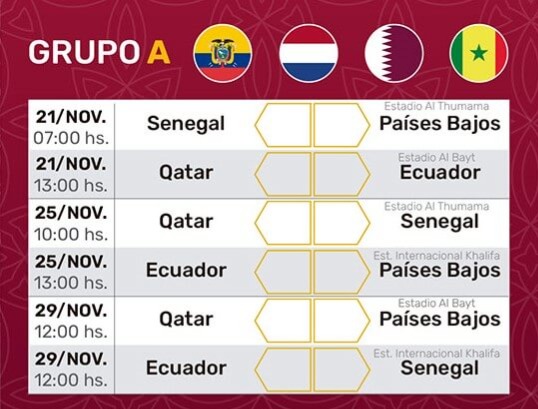 GRUPO A
21/NOV.
07:00 hs.
Senegal
Estadio Al Thumama
Países Bajos
21/NOV.
13:00 hs.
Qatar
Estadio Al Bayt
Ecuador
25/NOV.
10:00 hs.
Qatar
Estadio Al Thumama
Senegal
25/NOV.
13:00 hs.
Ecuador
Est. Internacional Khalifa
Países Bajos
29/NOV.
12:00 hs.
Qatar
Estadio Al Bayt
Países Bajos
29/NOV.
12:00 hs.
Ecuador
Est. Internacional Khalifa
Senegal